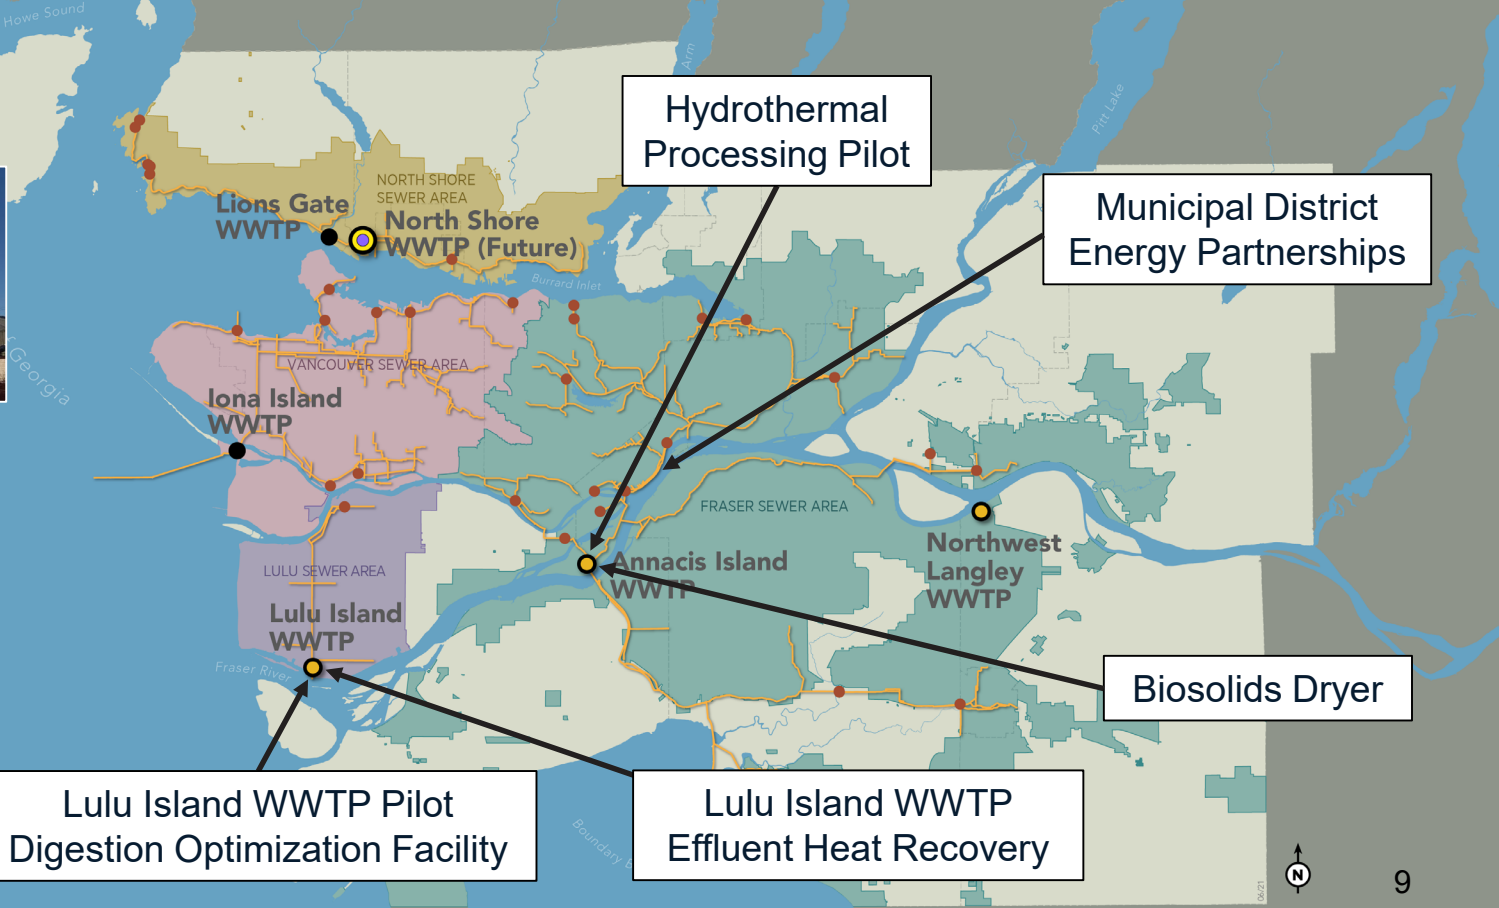 Howe Sound
Arm
Pitt Lake
Hydrothermal
Processing Pilot
Municipal District
Energy Partnerships
NORTH SHORE
SEWER AREA
Lions Gate
WWTP
North Shore
WWTP (Future)
Burrard Inlet
Georgia
VANCOUVER SEWER AREA
Iona Island
WWTP
FRASER SEWER AREA
Northwest
Langley
WWTP
Annacis Island
WWTP
LULU SEWER AREA
Lulu Island
WWTP
Fraser River
Biosolids Dryer
Lulu Island WWTP Pilot
Digestion Optimization Facility
Lulu Island WWTP
Effluent Heat Recovery
Boundary B
06/21
N
9